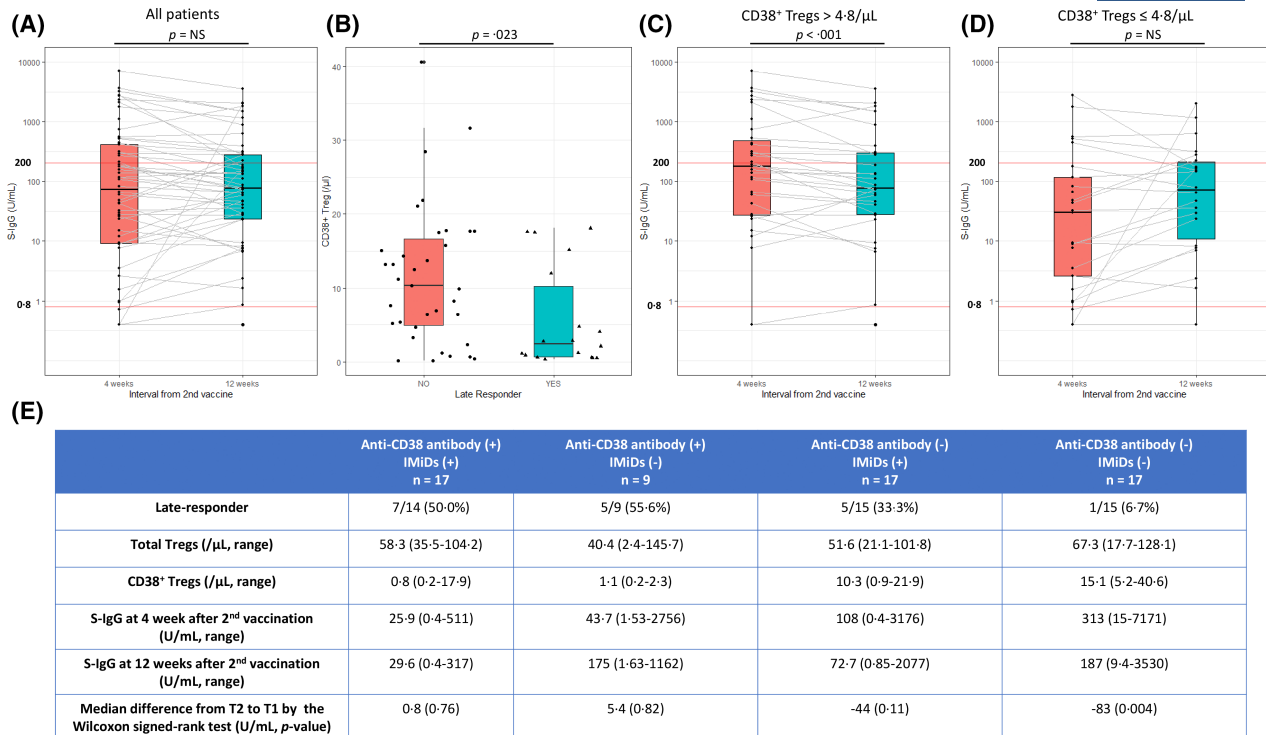 (A)
All patients
p = NS
10000
1000
200
100
10
0·8
1
S-IgG (U/mL)
4 weeks
12 weeks
Interval from 2nd vaccine
(B)
p = ·023
40
30
20
10
0
CD38+ Treg (/μl)
NO
YES
Late Responder
(C)
CD38⁺ Tregs > 4·8/μL
p < ·001
10000
1000
200
100
10
0·8
1
S-IgG (U/mL)
4 weeks
12 weeks
Interval from 2nd vaccine
(D)
CD38⁺ Tregs ≤ 4·8/μL
p = NS
10000
1000
200
100
10
0·8
1
S-IgG (U/mL)
4 weeks
12 weeks
Interval from 2nd vaccine
(E)
Anti-CD38 antibody (+)
IMiDs (+)
n = 17
Anti-CD38 antibody (+)
IMiDs (-)
n = 9
Anti-CD38 antibody (-)
IMiDs (+)
n = 17
Anti-CD38 antibody (-)
IMiDs (-)
n = 17
Late-responder
7/14 (50·0%)
5/9 (55·6%)
5/15 (33·3%)
1/15 (6·7%)
Total Tregs (/μL, range)
58·3 (35·5-104·2)
40·4 (2·4-145·7)
51·6 (21·1-101·8)
67·3 (17·7-128·1)
CD38⁺ Tregs (/μL, range)
0·8 (0·2-17·9)
1·1 (0·2-2·3)
10·3 (0·9-21·9)
15·1 (5·2-40·6)
S-IgG at 4 week after 2nd vaccination
(U/mL, range)
25·9 (0·4-511)
43·7 (1·53-2756)
108 (0·4-3176)
313 (15-7171)
S-IgG at 12 weeks after 2nd vaccination
(U/mL, range)
29·6 (0·4-317)
175 (1·63-1162)
72·7 (0·85-2077)
187 (9·4-3530)
Median difference from T2 to T1 by the
Wilcoxon signed-rank test (U/mL, p-value)
0·8 (0·76)
5·4 (0·82)
-44 (0·11)
-83 (0·004)